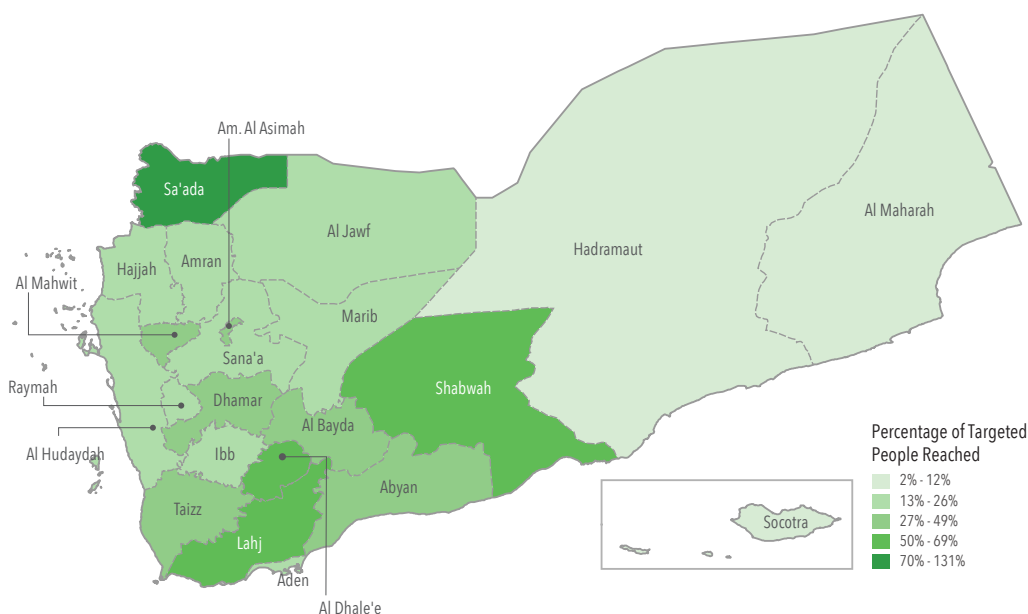 Am. Al Asimah
Sa'ada
Al Maharah
Al Jawf
Hadramaut
Amran
Hajjah
Al Mahwit
Marib
Sana'a
Raymah
Shabwah
Dhamar
Al Bayda
Al Hudaydah
Ibb
Abyan
Taizz
Lahj
Aden
Al Dhale'e
Socotra
Percentage of Targeted
People Reached
2% - 12%
13% - 26%
27% - 49%
50% - 69%
70% - 131%